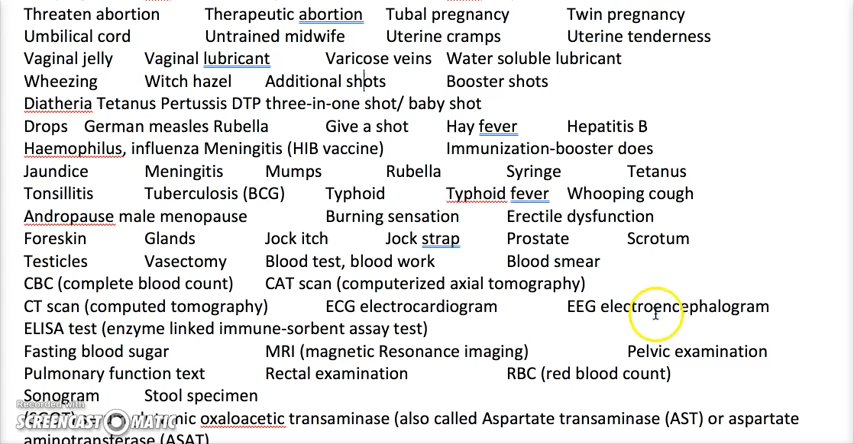 Threaten abortion Therapeutic abortion Tubal pregnancy Twin pregnancy
Umbilical cord Untrained midwife Uterine cramps Uterine tenderness
Vaginal jelly Vaginal lubricant Varicose veins Water soluble lubricant
Wheezing Witch hazel Additional shots Booster shots
Diatheria Tetanus Pertussis DTP three-in-one shot/ baby shot
Drops German measles Rubella Give a shot Hay fever Hepatitis B
Haemophilus, influenza Meningitis (HIB vaccine) Immunization-booster does
Jaundice Meningitis Mumps Rubella Syringe Tetanus
Tonsillitis Tuberculosis (BCG) Typhoid Typhoid fever Whooping cough
Andropause male menopause Burning sensation Erectile dysfunction
Foreskin Glands Jock itch Jock strap Prostate Scrotum
Testicles Vasectomy Blood test, blood work Blood smear
CBC (complete blood count) CAT scan (computerized axial tomography)
CT scan (computed tomography) ECG electrocardiogram EEG electroencephalogram
ELISA test (enzyme linked immune-sorbent assay test)
Fasting blood sugar MRI (magnetic Resonance imaging) Pelvic examination
Pulmonary function text Rectal examination RBC (red blood count)
Sonogram Stool specimen
Recorded with
SCREENCAST MATIC
oxaloacetic transaminase (also called Aspartate transaminase (AST) or aspartate
aminotransferase (ASAT)